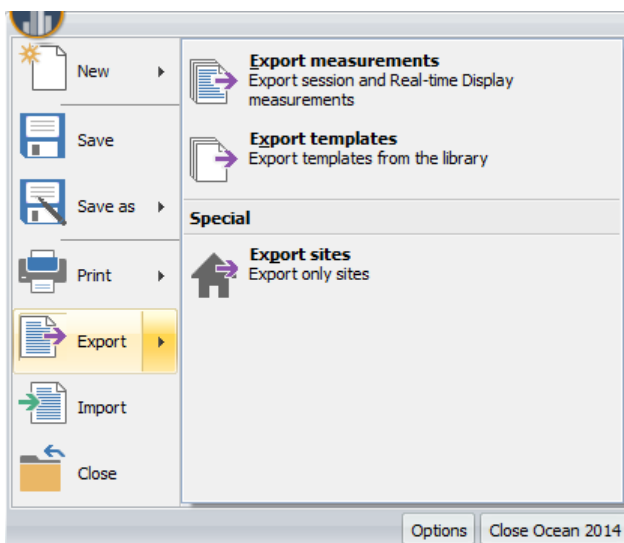 New
Save
Save as
Print
Export
Import
Close
Export measurements
Export session and Real-time Display
measurements
Export templates
Export templates from the library
Special
Export sites
Export only sites
Options
Close Ocean 2014